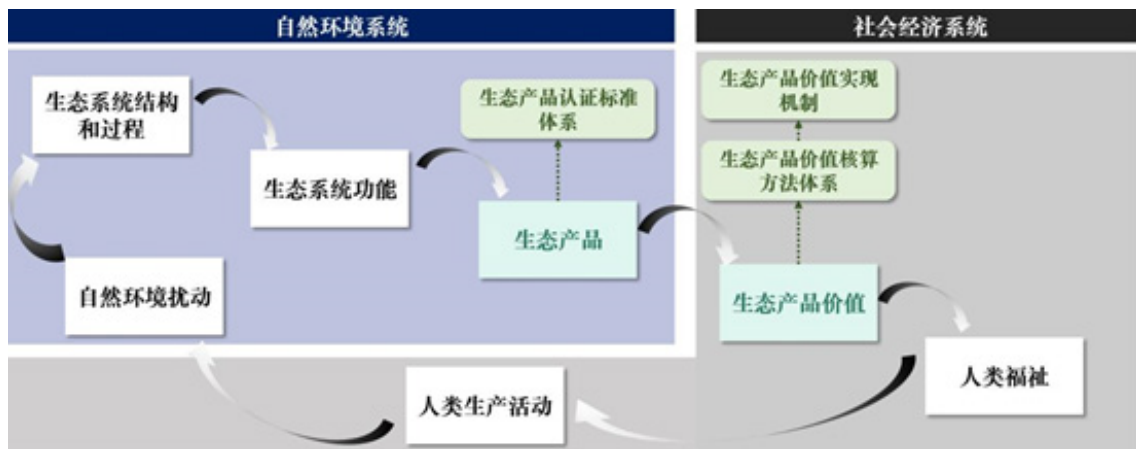 自然环境系统
社会经济系统
生态系统结构
和过程
生态系统功能
生态产品认证标准
体系
生态产品
自然环境扰动
生态产品价值实现
机制
生态产品价值核算
方法体系
生态产品价值
人类福祉
人类生产活动